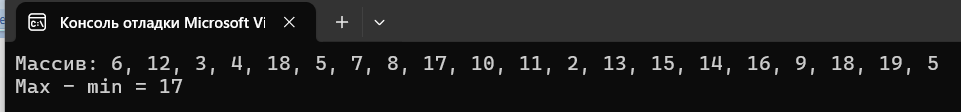 Консоль отладки Microsoft Vi
Массив: 6, 12, 3, 4, 18, 5, 7, 8, 17, 10, 11, 2, 13, 15, 14, 16, 9, 18, 19, 5
Max - min = 17